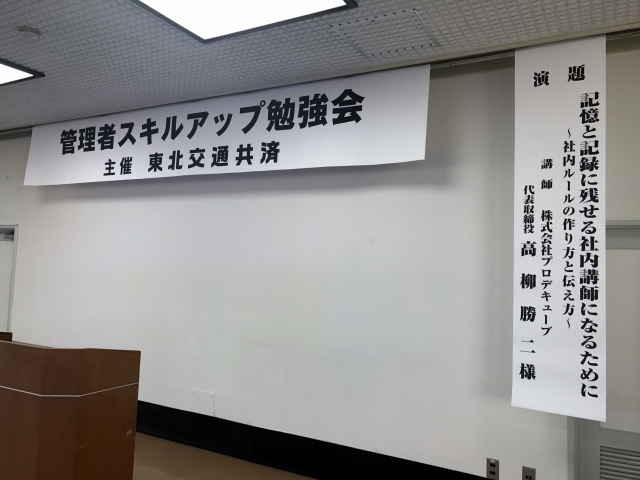 管理者スキルアップ勉強会
主催 東北交通共済
演題
記憶と記録に残せる社内講師になるために
～社内ルールの作り方と伝え方～
講師 株式会社プロデキューブ
代表取締役 高柳勝二様